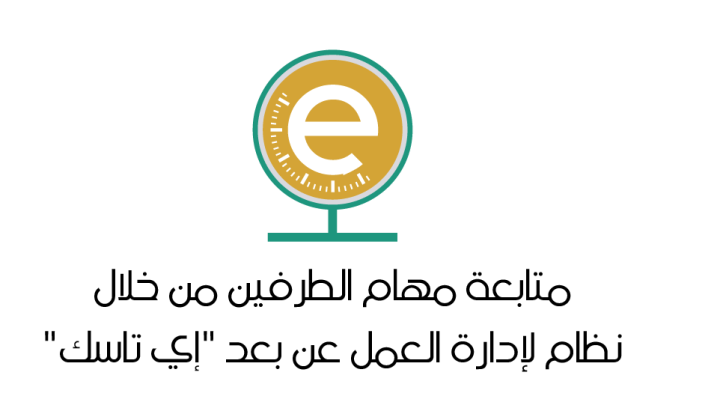 e
متابعة مهام الطرفين من خلال
نظام لإدارة العمل عن بعد "إي تاسك"